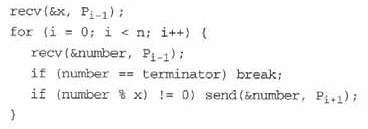 recv(&x, Pi-1);
for (i = 0; i < n; i++) {
recv(&number, Pi-1);
if (number == terminator) break;
if (number % x) != 0) send(&number, Pi+1);
}